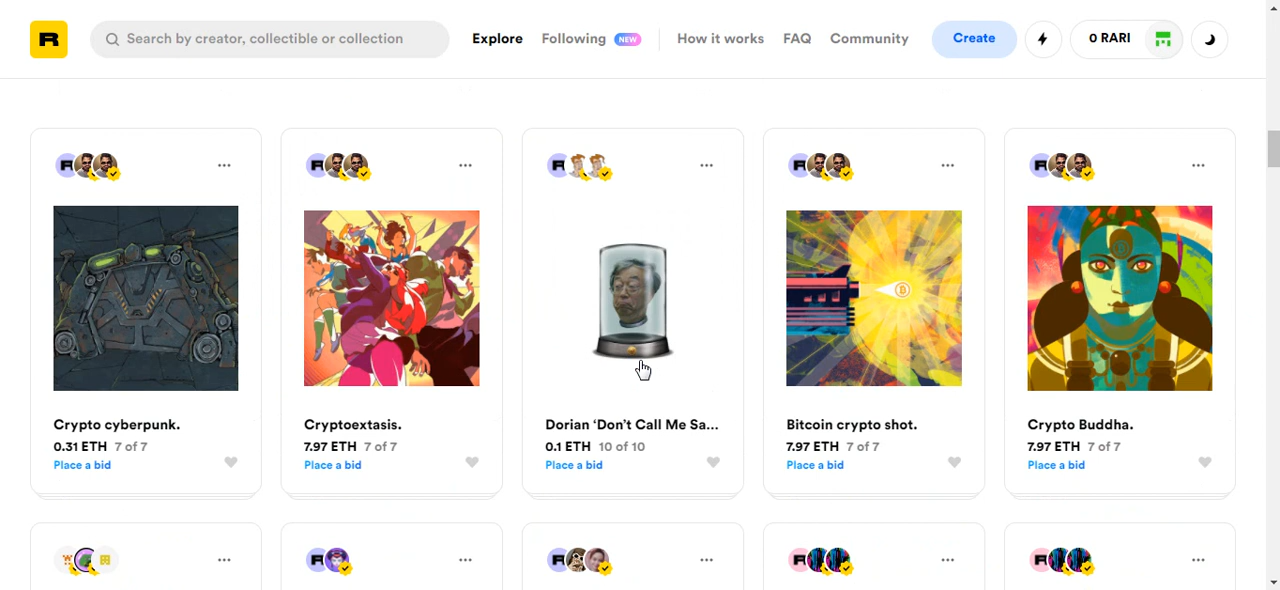 R
Search by creator, collectible or collection
Explore
Following NEW
How it works
FAQ
Community
Create
0 RARI
Crypto cyberpunk.
0.31 ETH 7 of 7
Place a bid
Cryptoextasis.
7.97 ETH 7 of 7
Place a bid
Dorian ‘Don’t Call Me Sa...
0.1 ETH 10 of 10
Place a bid
Bitcoin crypto shot.
7.97 ETH 7 of 7
Place a bid
Crypto Buddha.
7.97 ETH 7 of 7
Place a bid